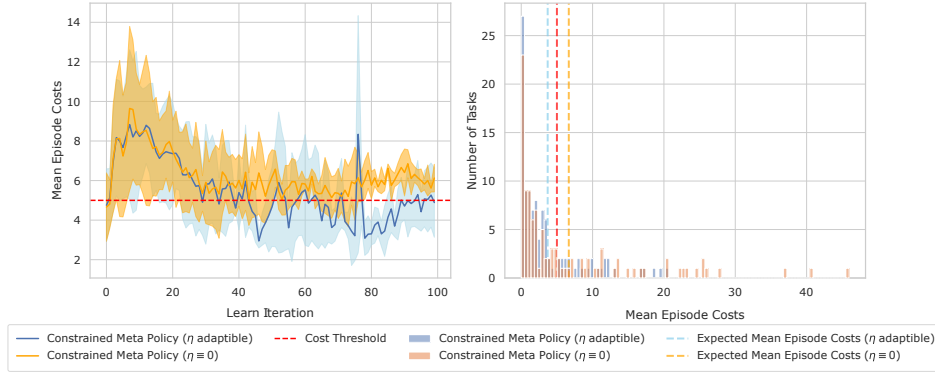 14
12
10
8
6
4
2
Mean Episode Costs
0
20
40
60
80
100
Learn Iteration
25
20
15
10
5
0
Number of Tasks
0
10
20
30
40
Mean Episode Costs
Constrained Meta Policy (η adaptible)
Constrained Meta Policy (η ≡ 0)
Cost Threshold
Constrained Meta Policy (η adaptible)
Constrained Meta Policy (η ≡ 0)
Expected Mean Episode Costs (η adaptible)
Expected Mean Episode Costs (η ≡ 0)